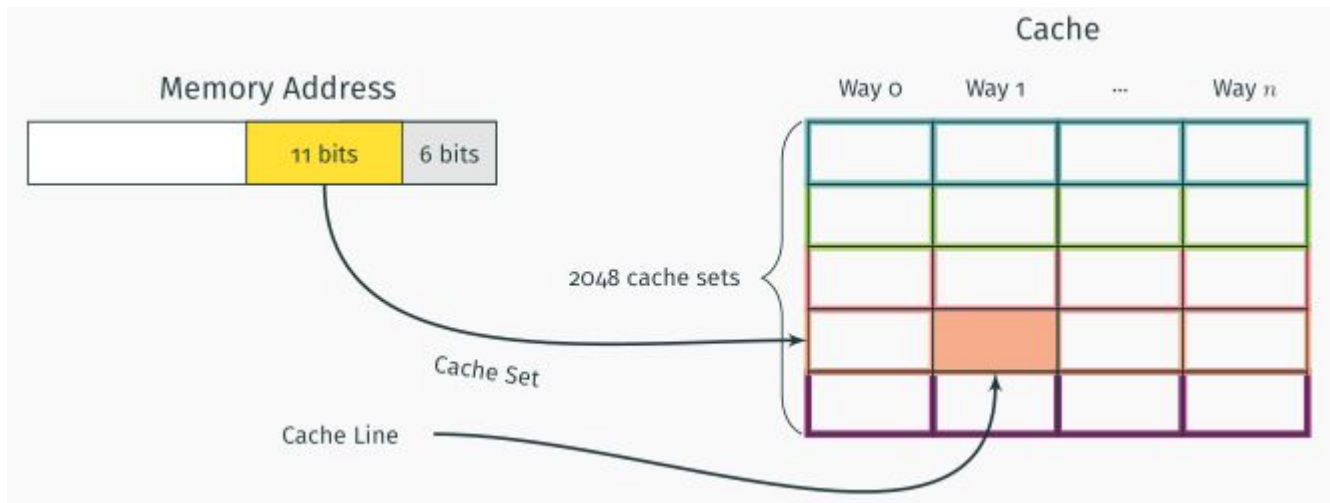 Cache
Memory Address
Way 0
Way 1
...
Way n
11 bits
6 bits
2048 cache sets
Cache Set
Cache Line